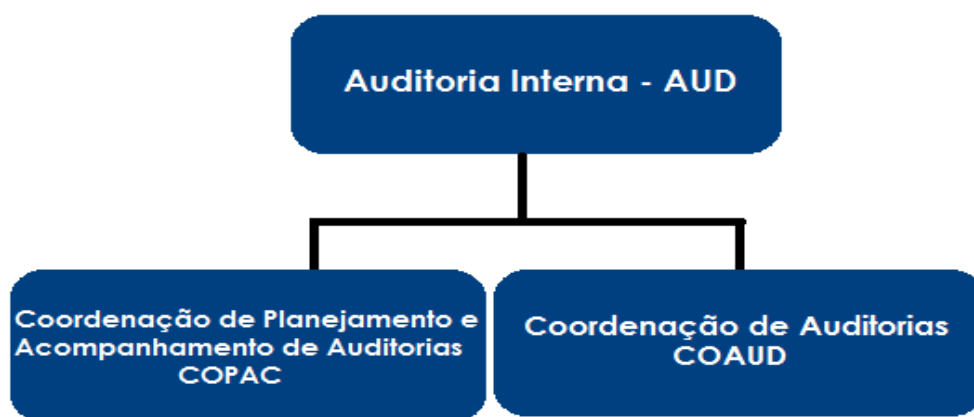 Auditoria Interna - AUD
Coordenação de Planejamento e
Acompanhamento de Auditorias
COPAC
Coordenação de Auditorias
COAUD